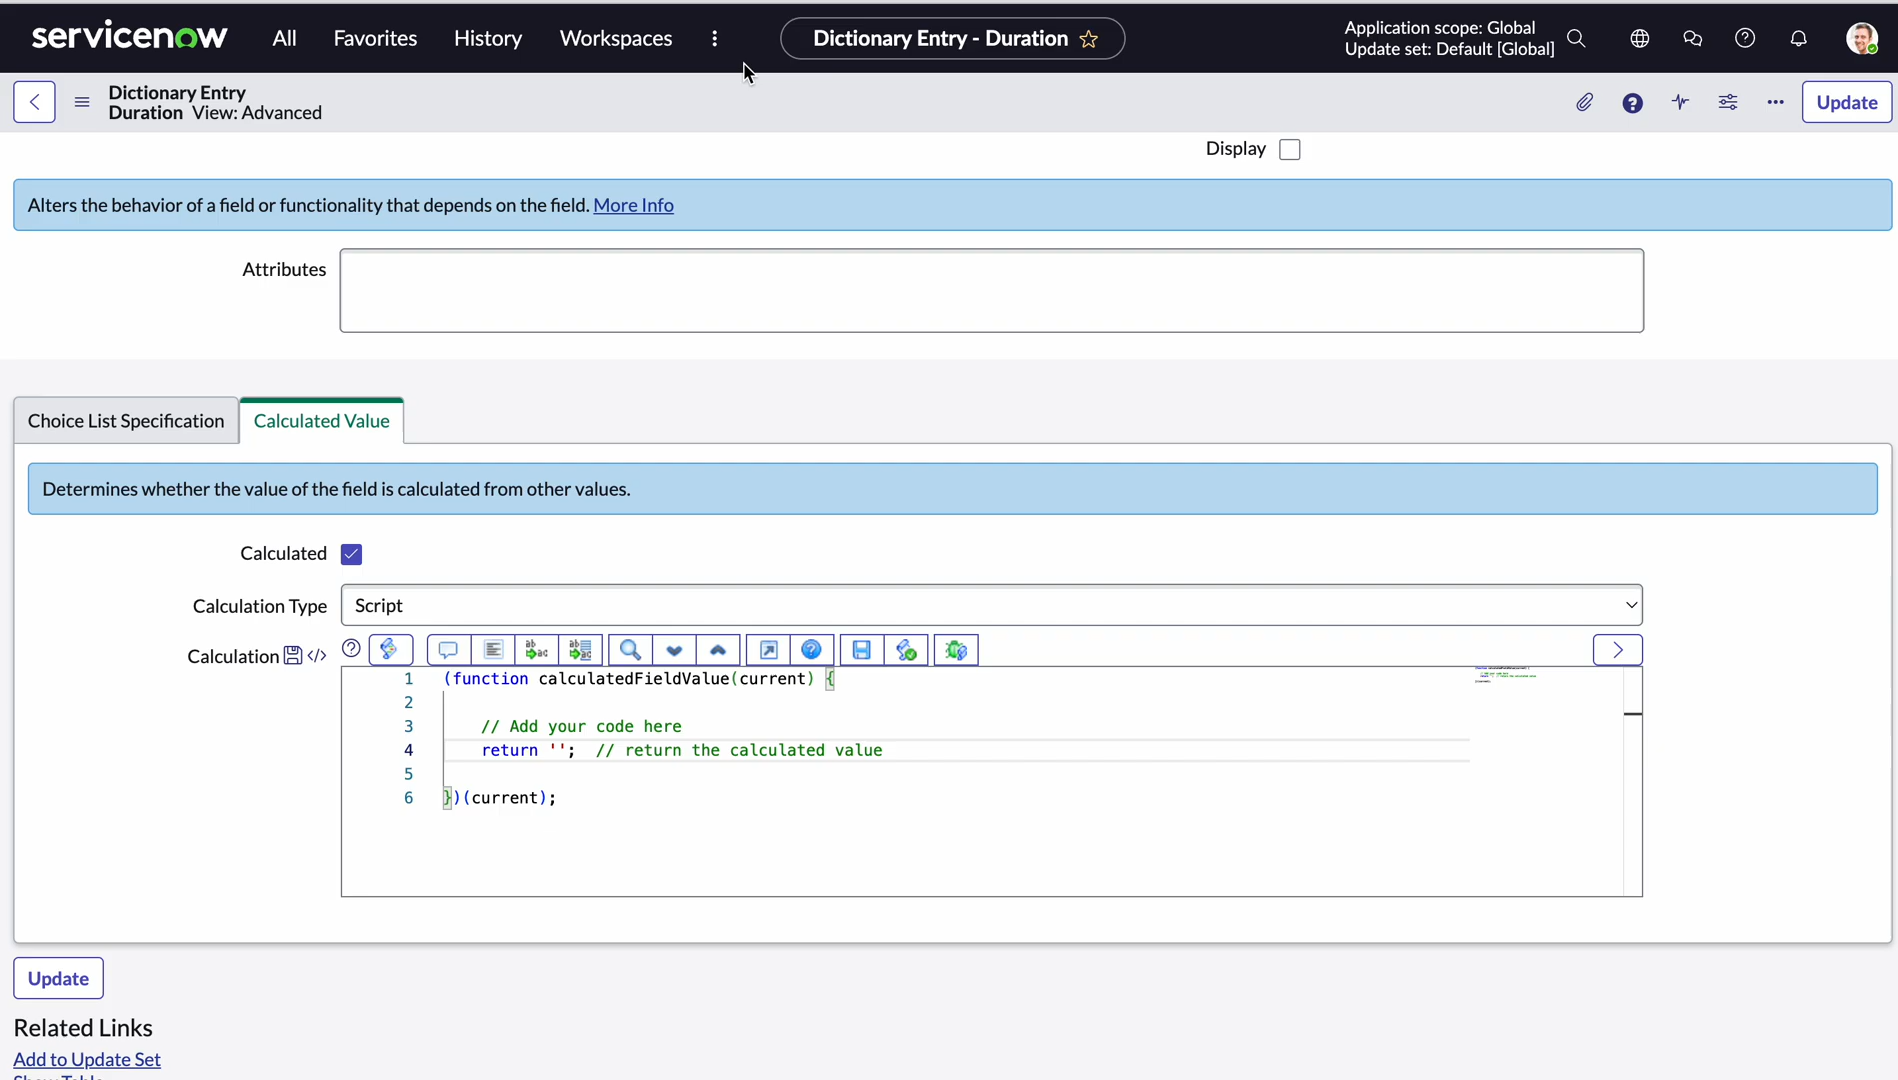 servicenow All Favorites History Workspaces Dictionary Entry - Duration Application scope: Global
Update set: Default [Global]
Dictionary Entry
Duration View: Advanced
Update
Display
Alters the behavior of a field or functionality that depends on the field. More Info
Attributes
Choice List Specification Calculated Value
Determines whether the value of the field is calculated from other values.
Calculated
Calculation Type Script
Calculation
1 (function calculatedFieldValue(current) {
2
3 // Add your code here
4 return ''; // return the calculated value
5
6 })(current);
Update
Related Links
Add to Update Set
Show Table